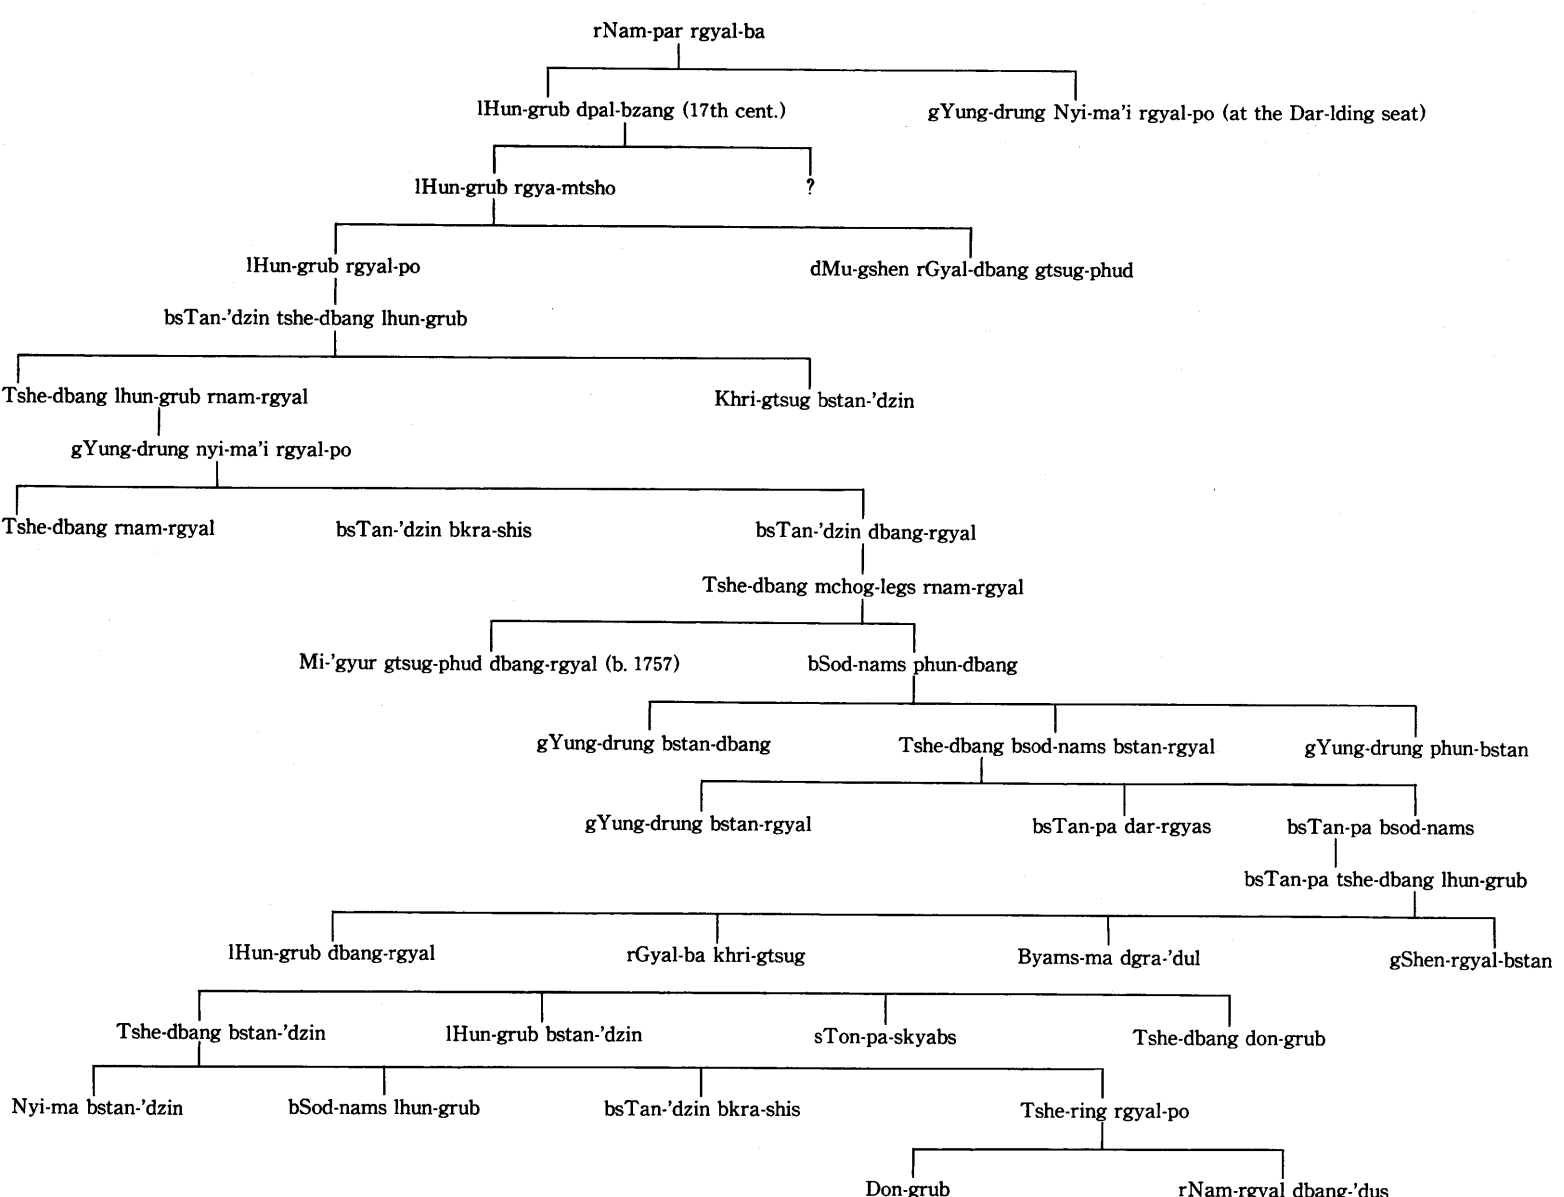 rNam-par rgyal-ba
lHun-grub dpal-bzang (17th cent.) gYung-drung Nyi-ma'i rgyal-po (at the Dar-lding seat)
lHun-grub rgya-mtsho ?
lHun-grub rgyal-po dMu-gshen rGyal-dbang gtsug-phud
bsTan-'dzin tshe-dbang lhun-grub
Tshe-dbang lhun-grub rnam-rgyal Khri-gtsug bstan-'dzin
gYung-drung nyi-ma'i rgyal-po
Tshe-dbang rnam-rgyal bsTan-'dzin bkra-shis bsTan-'dzin dbang-rgyal
Tshe-dbang mchog-legs rnam-rgyal
Mi-'gyur gtsug-phud dbang-rgyal (b. 1757) bSod-nams phun-dbang
gYung-drung bstan-dbang Tshe-dbang bsod-nams bstan-rgyal gYung-drung phun-bstan
gYung-drung bstan-rgyal bsTan-pa dar-rgyas bsTan-pa bsod-nams
bsTan-pa tshe-dbang lhun-grub
lHun-grub dbang-rgyal rGyal-ba khri-gtsug Byams-ma dgra-'dul gShen-rgyal-bstan
Tshe-dbang bstan-'dzin lHun-grub bstan-'dzin sTon-pa-skyabs Tshe-dbang don-grub
Nyi-ma bstan-'dzin bSod-nams lhun-grub bsTan-'dzin bkra-shis Tshe-ring rgyal-po
Don-grub rNam-rgyal dbang-'dus